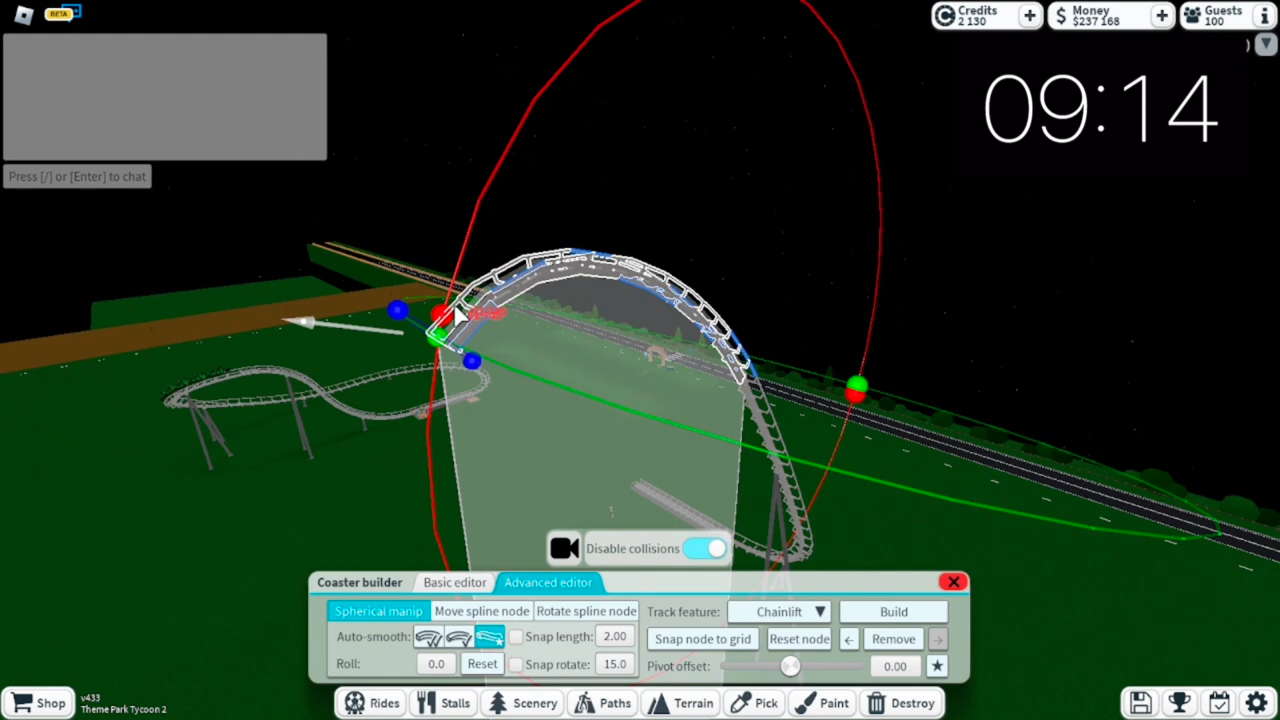 BETA
Credits
2 130
Money
$237 168
Guests
100
09:14
Press [/] or [Enter] to chat
Disable collisions
Coaster builder
Basic editor
Advanced editor
Spherical manip
Move spline node
Rotate spline node
Track feature:
Chainlift
Build
Auto-smooth:
Snap length:
2.00
Snap node to grid
Reset node
←
Remove
→
Roll:
0.0
Reset
Snap rotate:
15.0
Pivot offset:
0.00
Shop
v433
Theme Park Tycoon 2
Rides
Stalls
Scenery
Paths
Terrain
Pick
Paint
Destroy